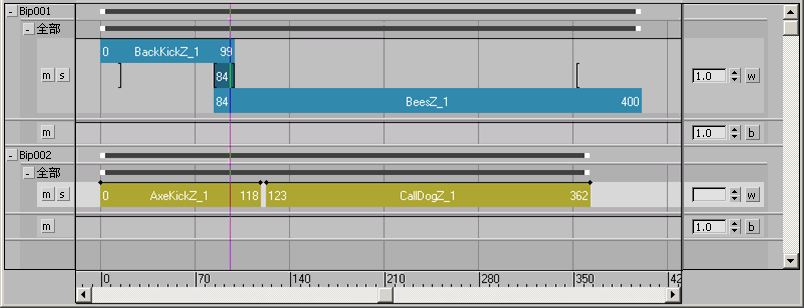 - Bip001
- 全部
0 BackKickZ_1 99
m s 84 1.0 w
84 BeesZ_1 400
m 1.0 b
- Bip002
- 全部
m s 0 AxeKickZ_1 118 123 CallDogZ_1 362 w
m 1.0 b
0 70 140 210 280 350 42